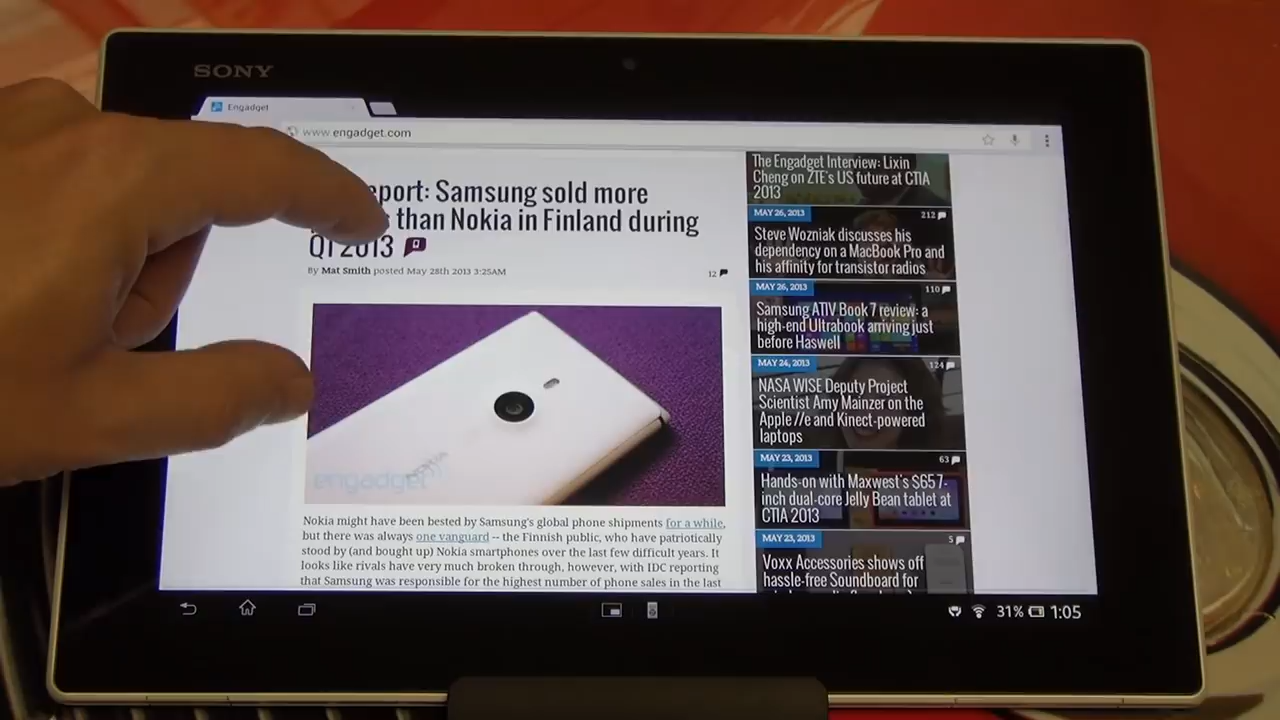 SONY
Engadget
www.engadget.com
port: Samsung sold more
than Nokia in Finland during
Q1 2013
By Mat Smith posted May 28th 2013 3:25AM
12
engadget
NOKIA
Nokia might have been bested by Samsung's global phone shipments for a while,
but there was always one vanguard -- the Finnish public, who have patriotically
stood by (and bought up) Nokia smartphones over the last few difficult years. It
looks like rivals have very much broken through, however, with IDC reporting
that Samsung was responsible for the highest number of phone sales in the last
The Engadget Interview: Lixin
Cheng on ZTE's US future at CTIA
2013
MAY 26, 2013 212
Steve Wozniak discusses his
dependency on a MacBook Pro and
his affinity for transistor radios
MAY 26, 2013 110
Samsung ATIV Book 7 review: a
high-end Ultrabook arriving just
before Haswell
MAY 24, 2013 124
NASA WISE Deputy Project
Scientist Amy Mainzer on the
Apple //e and Kinect-powered
laptops
MAY 23, 2013 63
Hands-on with Maxwest's $65 7-
inch dual-core Jelly Bean tablet at
CTIA 2013
MAY 23, 2013 5
Voxx Accessories shows off
hassle-free Soundboard for
31% 1:05